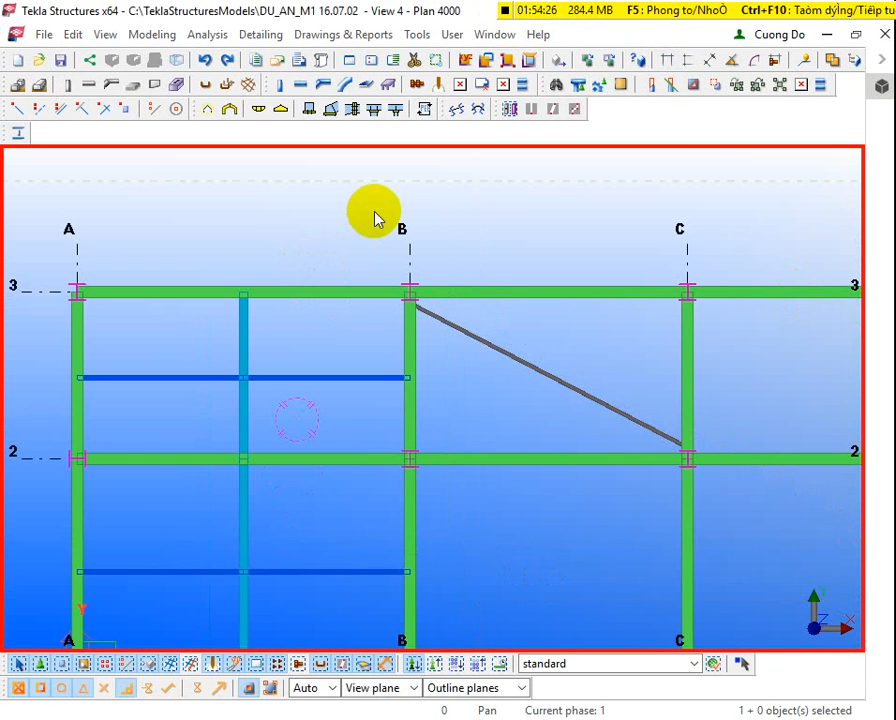 Tekla Structures x64 - C:\TeklaStructuresModels\DU_AN_M1 16.07.02 - View 4 - Plan 4000
01:54:26 284.4 MB F5: Phong to/NhoÒ Ctrl+F10:
File Edit View Modeling Analysis Detailing Drawings & Reports Tools User Window Help Cuong Do
A B C
3 3
2 2
Y
A B C
Z X
standard
Auto View plane Outline planes
0 Pan Current phase: 1 1 + 0 object(s) selected